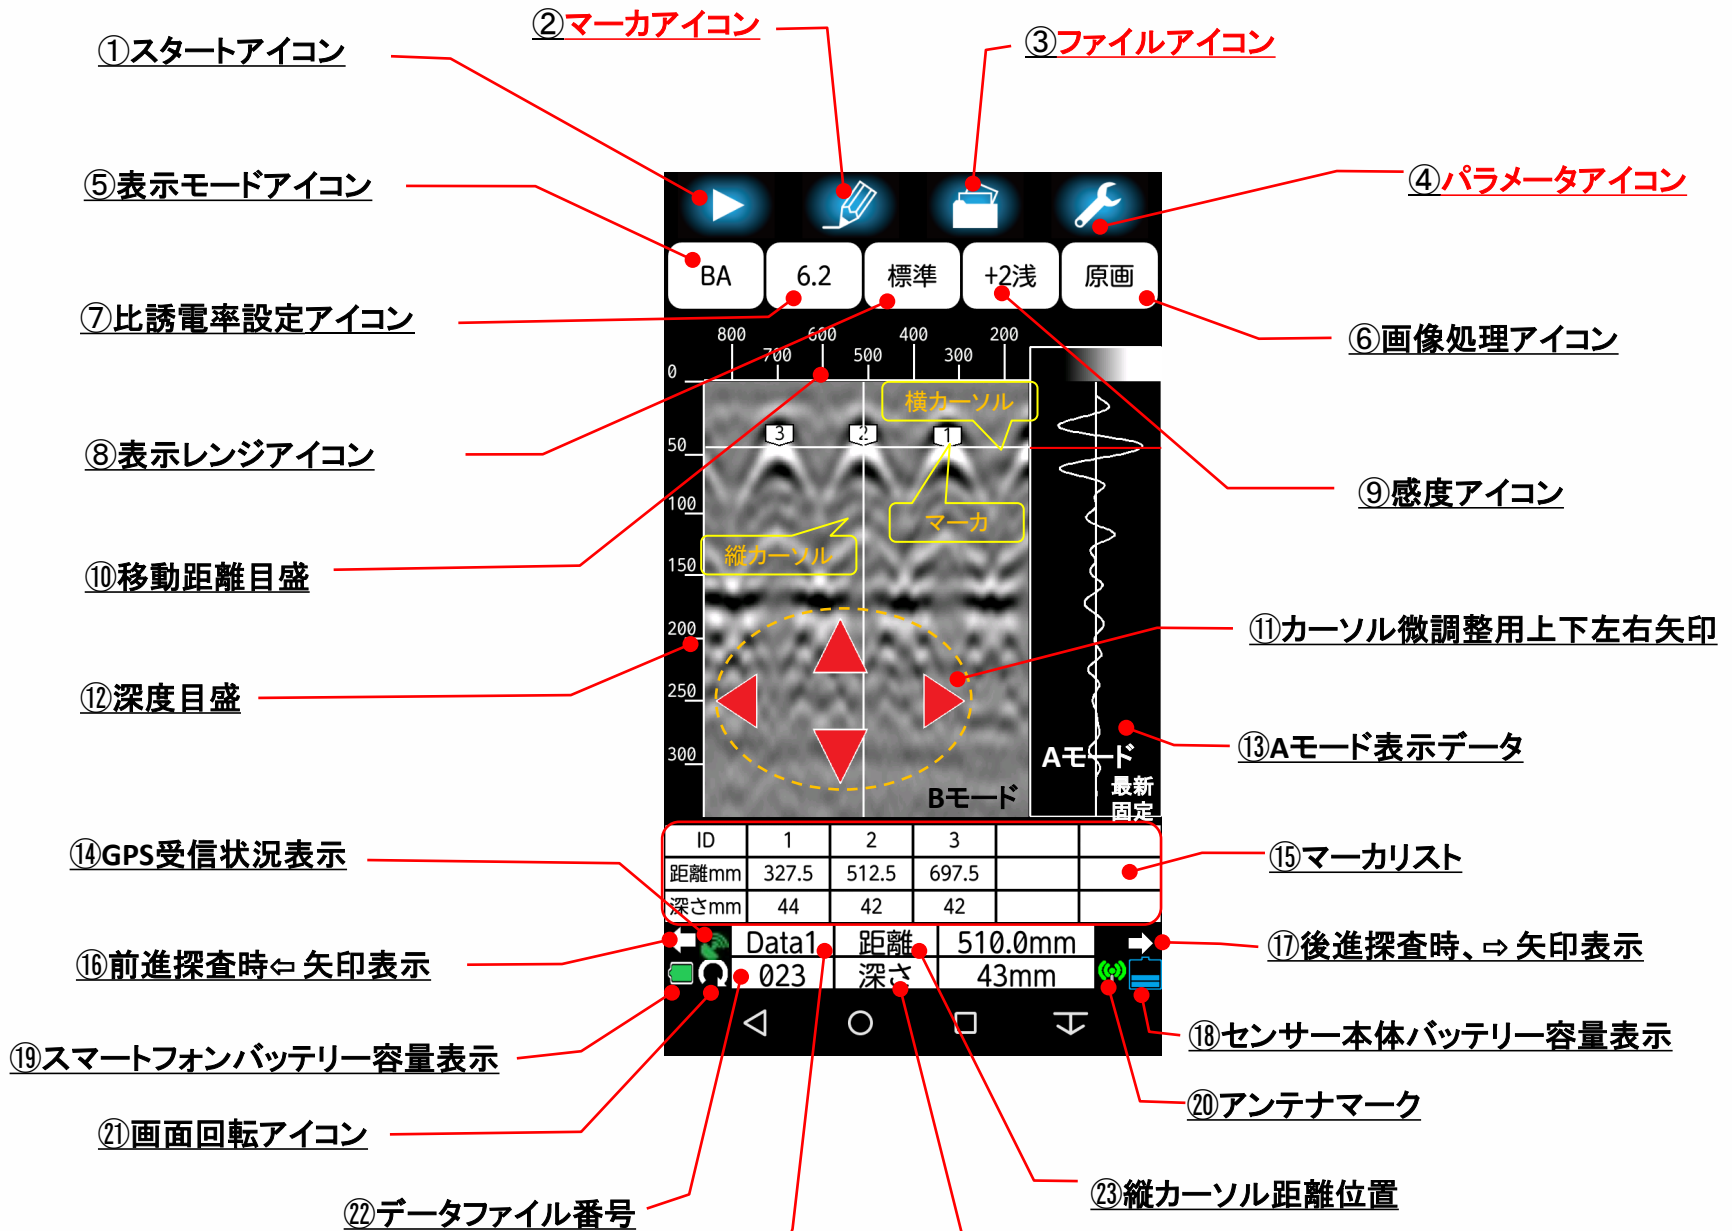 ②マーカアイコン
①スタートアイコン
③ファイルアイコン
⑤表示モードアイコン
④パラメータアイコン
BA 6.2 標準 +2浅 原画
⑦比誘電率設定アイコン
⑥画像処理アイコン
800 600 400 200
700 500 300
0
横カーソル
3 2 1
50
⑧表示レンジアイコン
⑨感度アイコン
100
マーカ
縦カーソル
150
⑩移動距離目盛
200
⑪カーソル微調整用上下左右矢印
250
⑫深度目盛
⑬Aモード表示データ
300
Aモード
最新
固定
Bモード
ID 1 2 3
⑭GPS受信状況表示
⑮マーカリスト
距離mm 327.5 512.5 697.5
深さmm 44 42 42
Data1 距離 510.0mm
⑯前進探査時⇦ 矢印表示
⑰後進探査時、⇨ 矢印表示
023 深さ 43mm
⑱センサー本体バッテリー容量表示
⑲スマートフォンバッテリー容量表示
⑳アンテナマーク
㉑画面回転アイコン
㉓縦カーソル距離位置
㉒データファイル番号